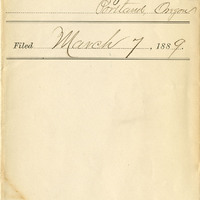 Portland, Oregon
Filed March 7, 1889.